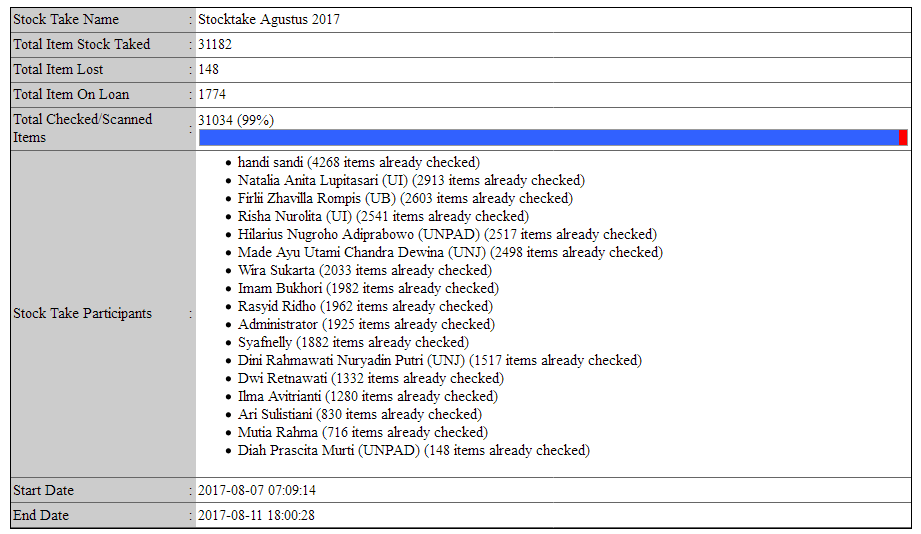 Stock Take Name : Stocktake Agustus 2017
Total Item Stock Taked : 31182
Total Item Lost : 148
Total Item On Loan : 1774
Total Checked/Scanned Items : 31034 (99%)
Stock Take Participants :
• handi sandi (4268 items already checked)
• Natalia Anita Lupitasari (UI) (2913 items already checked)
• Firlii Zhavilla Rompis (UB) (2603 items already checked)
• Risha Nurolita (UI) (2541 items already checked)
• Hilarius Nugroho Adiprabowo (UNPAD) (2517 items already checked)
• Made Ayu Utami Chandra Dewina (UNJ) (2498 items already checked)
• Wira Sukarta (2033 items already checked)
• Imam Bukhori (1982 items already checked)
• Rasyid Ridho (1962 items already checked)
• Administrator (1925 items already checked)
• Syafnelly (1882 items already checked)
• Dini Rahmawati Nuryadin Putri (UNJ) (1517 items already checked)
• Dwi Retnawati (1332 items already checked)
• Ilma Avitrianti (1280 items already checked)
• Ari Sulistiani (830 items already checked)
• Mutia Rahma (716 items already checked)
• Diah Prascita Murti (UNPAD) (148 items already checked)
Start Date : 2017-08-07 07:09:14
End Date : 2017-08-11 18:00:28